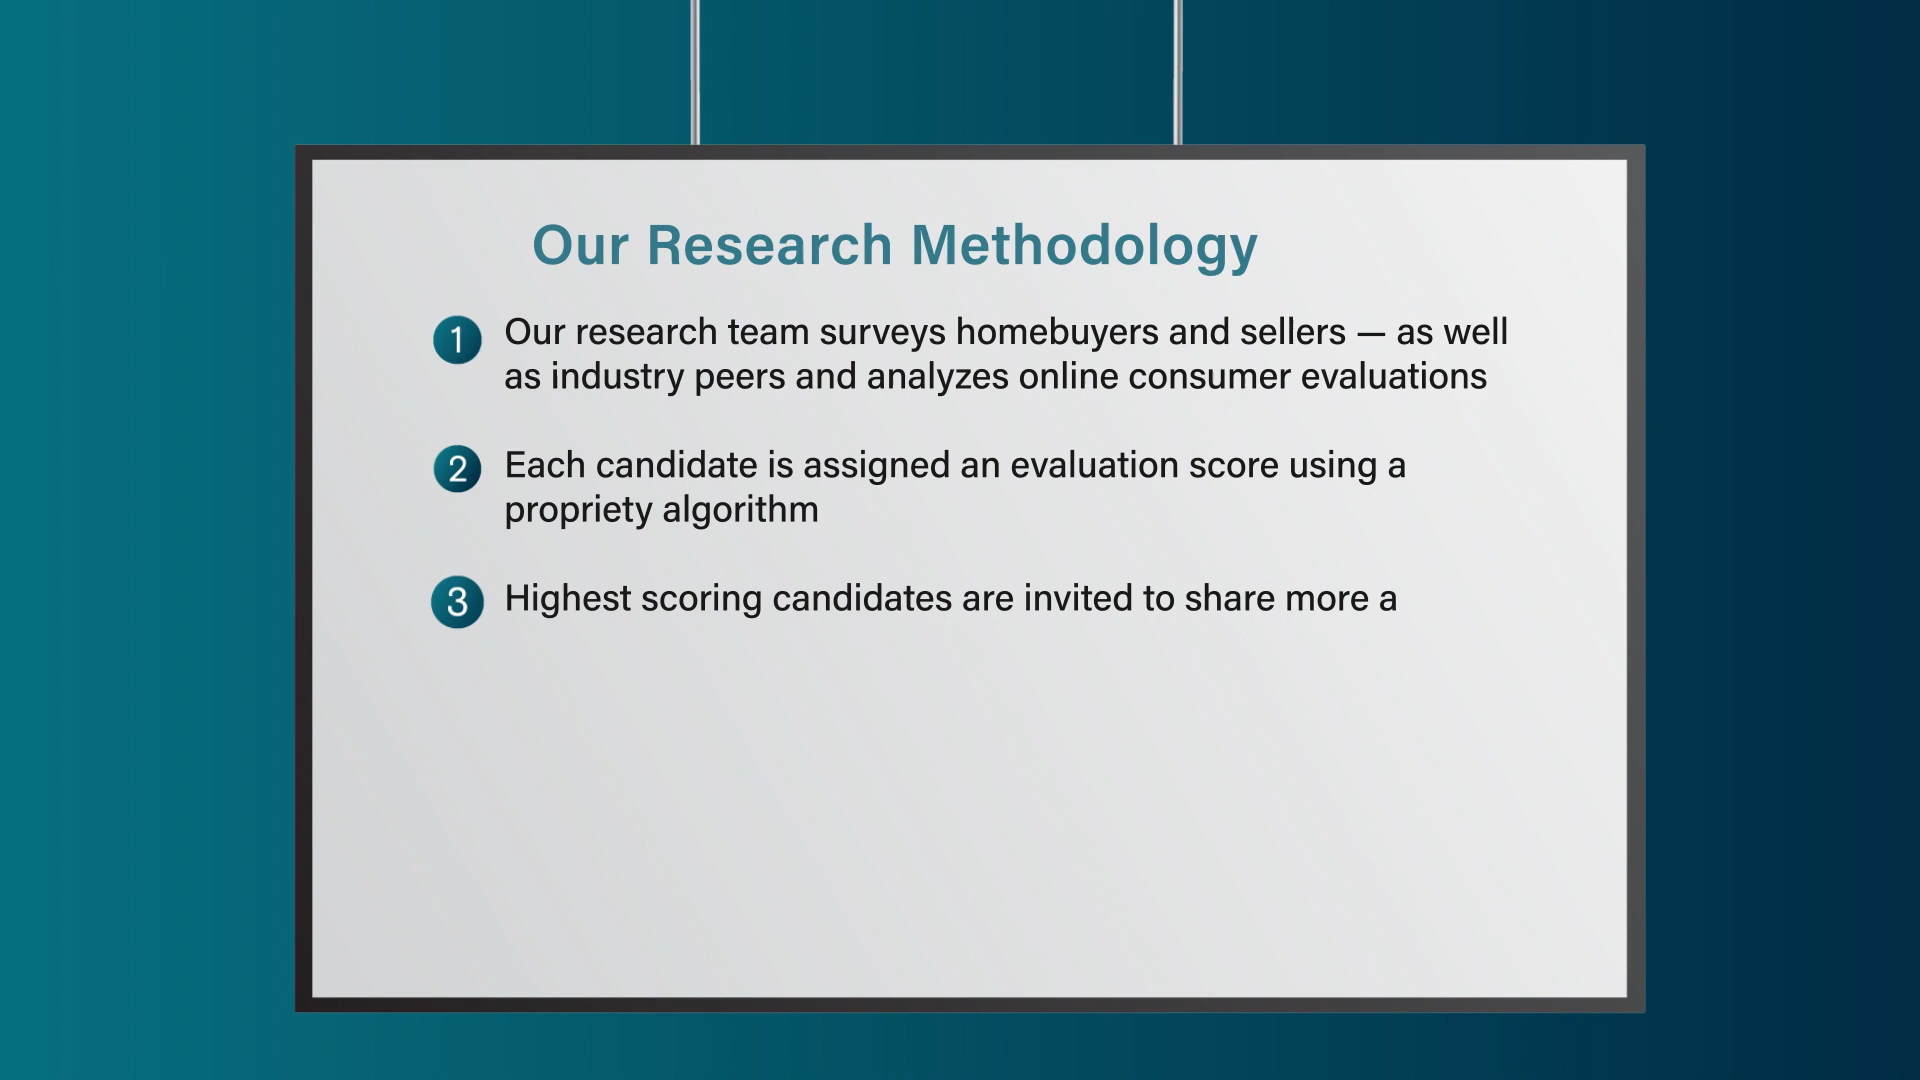 Our Research Methodology
1 Our research team surveys homebuyers and sellers — as well
as industry peers and analyzes online consumer evaluations
2 Each candidate is assigned an evaluation score using a
propriety algorithm
3 Highest scoring candidates are invited to share more a